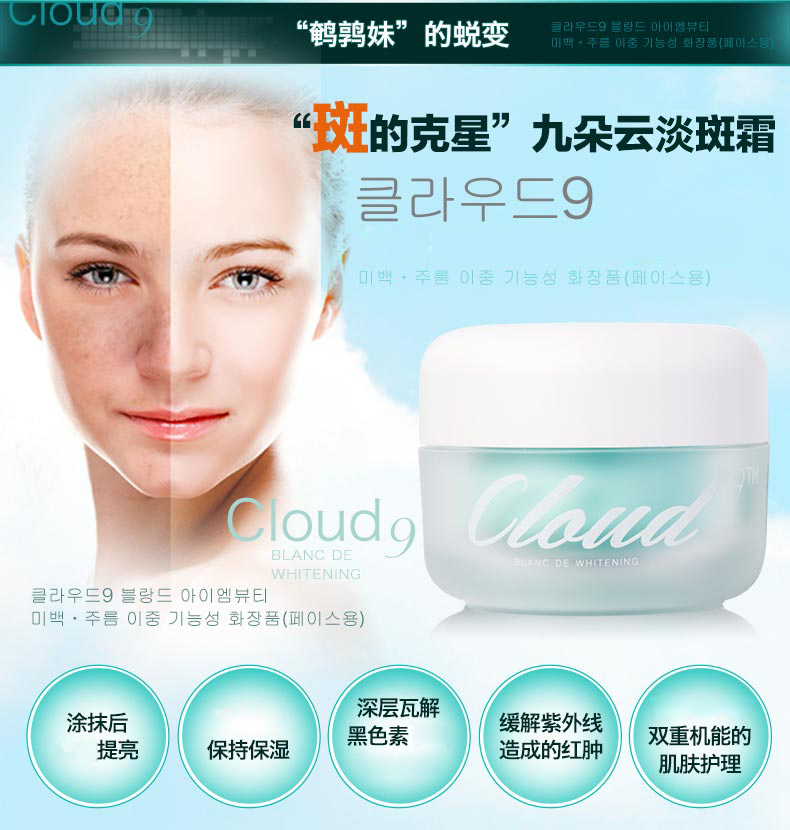 Cloud 9
“鹌鹑妹”的蜕变
클라우드9 블랑드 아이엠뷰티
미백・주름 이중 기능성 화장품(페이스용)
“斑的克星”九朵云淡斑霜
클라우드9
미백・주름 이중 기능성 화장품(페이스용)
Cloud 9™
BLANC DE WHITENING
Cloud 9
BLANC DE
WHITENING
클라우드9 블랑드 아이엠뷰티
미백・주름 이중 기능성 화장품(페이스용)
涂抹后
提亮
保持保湿
深层瓦解
黑色素
缓解紫外线
造成的红肿
双重机能的
肌肤护理